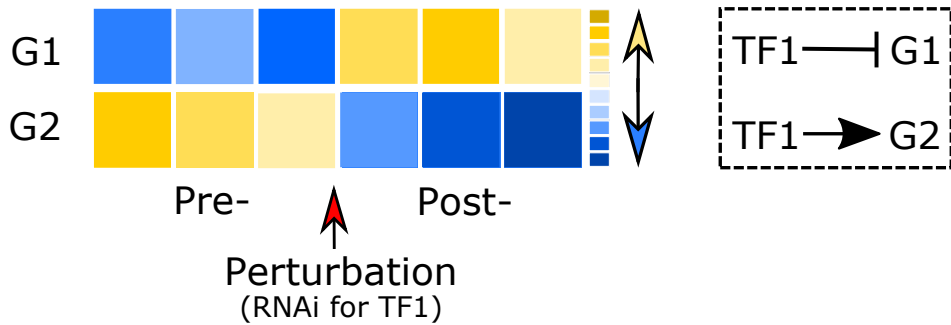 G1
G2
Pre-
Post-
Perturbation
(RNAi for TF1)
TF1 G1
TF1 G2